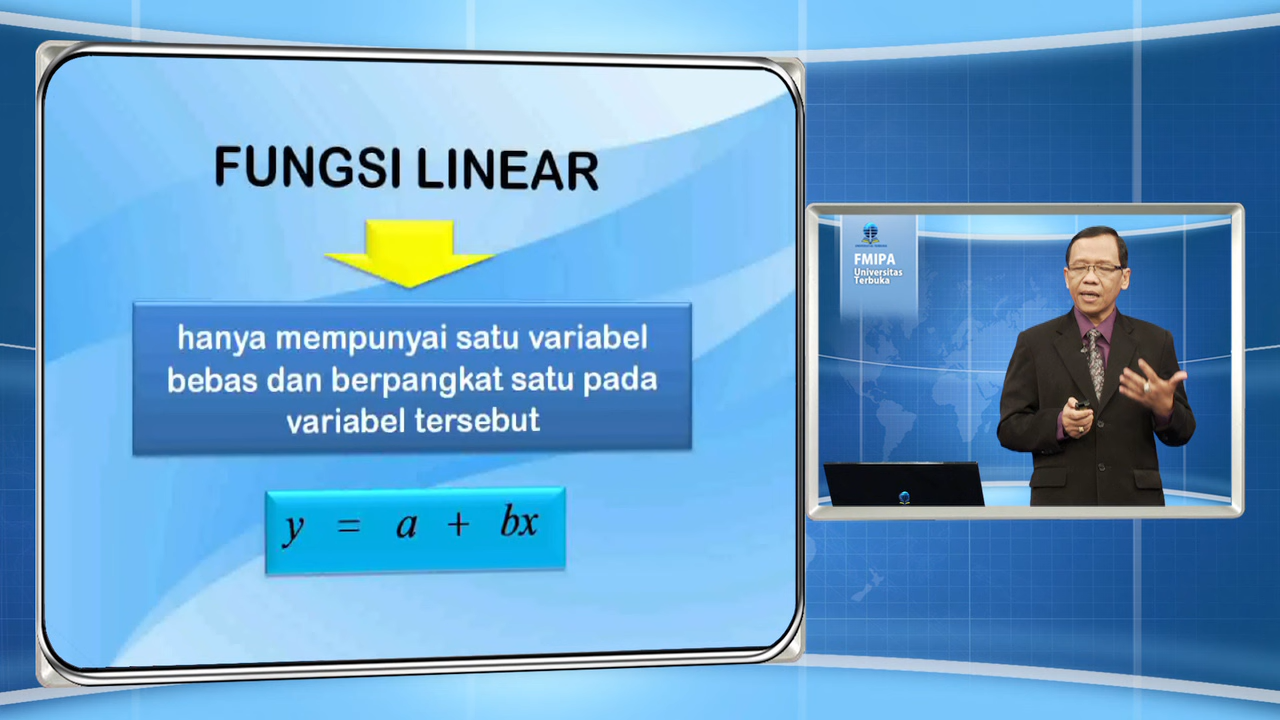 FUNGSI LINEAR
hanya mempunyai satu variabel
bebas dan berpangkat satu pada
variabel tersebut
y = a + bx
FMIPA
Universitas
Terbuka